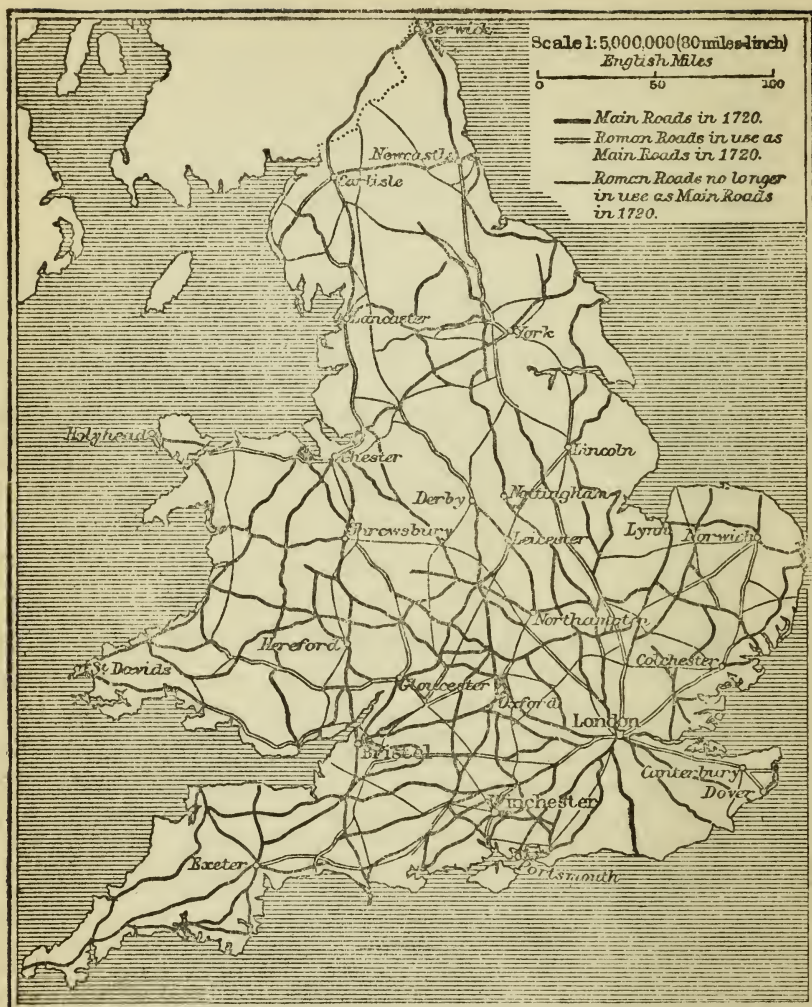 Berwick
Scale 1:5,000,000 (80 miles-1 inch)
English Miles
0 50 100
Main Roads in 1720.
Roman Roads in use as
Main Roads in 1720.
Roman Roads no longer
in use as Main Roads
in 1720.
Newcastle
Carlisle
Lancaster
York
Holyhead
Chester
Lincoln
Derby
Nottingham
Shrewsbury
Leicester
Lynn
Norwich
Northampton
Hereford
St Davids
Gloucester
Colchester
Oxford
London
Bristol
Canterbury
Dover
Winchester
Exeter
Portsmouth